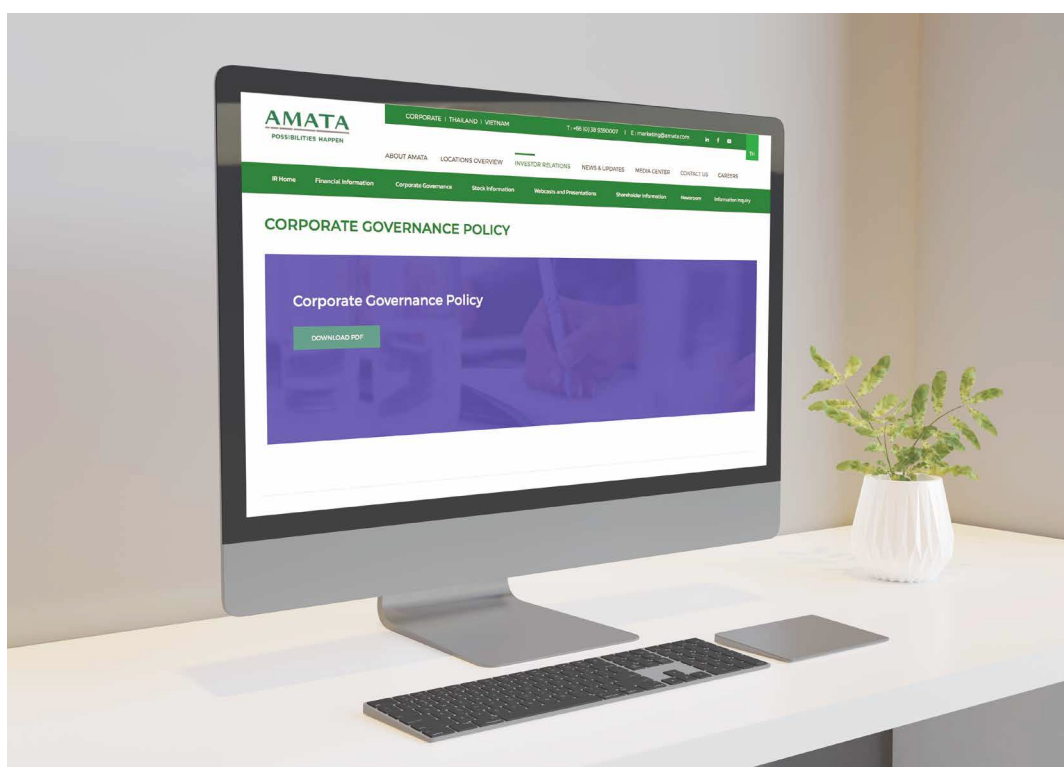 AMATA
POSSIBILITIES HAPPEN
CORPORATE | THAILAND | VIETNAM
T : +66 (0) 38 939007 | E : marketing@amata.com
TH
ABOUT AMATA LOCATIONS OVERVIEW INVESTOR RELATIONS NEWS & UPDATES MEDIA CENTER CONTACT US CAREERS
IR Home Financial Information Corporate Governance Stock Information Webcasts and Presentations Shareholder Information Newsroom Information Inquiry
CORPORATE GOVERNANCE POLICY
Corporate Governance Policy
DOWNLOAD PDF